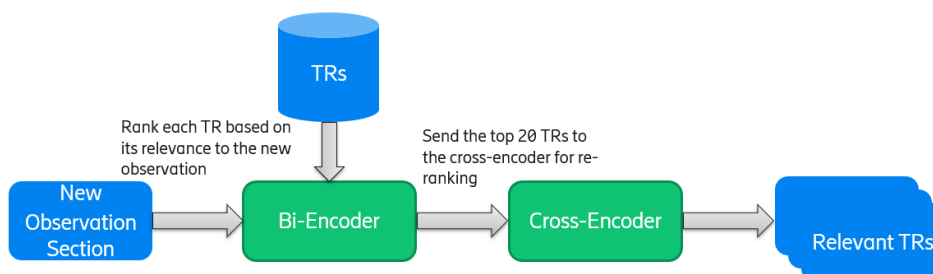 TRs
Rank each TR based on
its relevance to the new
observation
Send the top 20 TRs to
the cross-encoder for re-
ranking
New
Observation
Section
Bi-Encoder
Cross-Encoder
Relevant TRs